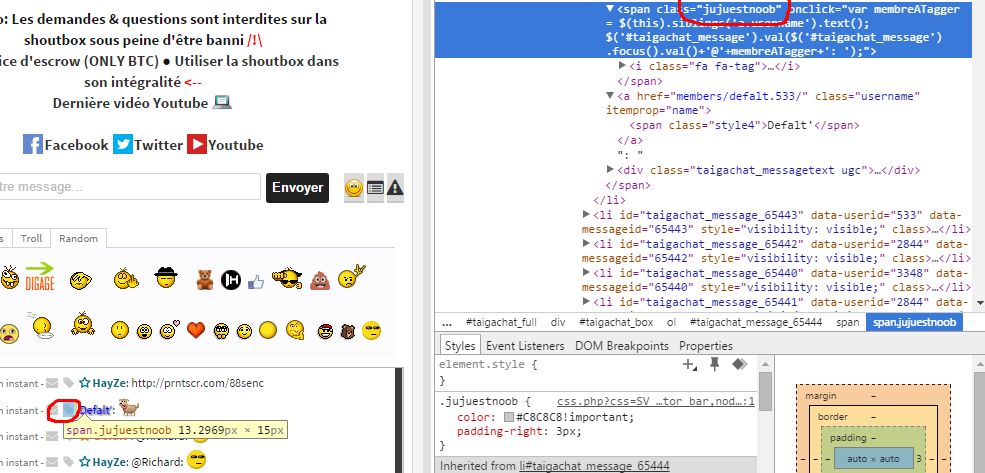 o: Les demandes & questions sont interdites sur la
shoutbox sous peine d'être banni /!\
ice d'escrow (ONLY BTC) ● Utiliser la shoutbox dans
son intégralité <--
Dernière vidéo Youtube
Facebook Twitter Youtube
tre message...
Envoyer
s Troll Random
DIGAGE
n instant - HayZe: http://prntscr.com/88senc
n instant - Defalt':
span.jujuestnoob 13.2969px × 15px
n instant - @Richard:
n instant - HayZe: @Richard:
▼<span class="jujuestnoob" onclick="var membreATagger
= $(this).siblings('a.username').text();
$('#taigachat_message').val($('#taigachat_message')
.focus().val()+'@'+membreATagger+': ');">
▶<i class="fa fa-tag">…</i>
</span>
▼<a href="members/defalt.533/" class="username"
itemprop="name">
<span class="style4">Defalt'</span>
</a>
": "
▶<div class="taigachat_messagetext ugc">…</div>
</span>
</li>
▶<li id="taigachat_message_65443" data-userid="533" data-
messageid="65443" style="visibility: visible;" class>…</li>
▶<li id="taigachat_message_65442" data-userid="2844" data-
messageid="65442" style="visibility: visible;" class>…</li>
▶<li id="taigachat_message_65440" data-userid="3348" data-
messageid="65440" style="visibility: visible;" class>…</li>
▶<li id="taigachat_message_65441" data-userid="2844" data-
... #taigachat_full div #taigachat_box ol #taigachat_message_65444 span span.jujuestnoob
Styles Event Listeners DOM Breakpoints Properties
element.style {
}
.jujuestnoob { css.php?css=SV …tor bar,nod…:1
color: #C8C8C8!important;
padding-right: 3px;
}
Inherited from li#taigachat_message_65444
margin –
border –
padding –
auto × auto
– – 3 – –